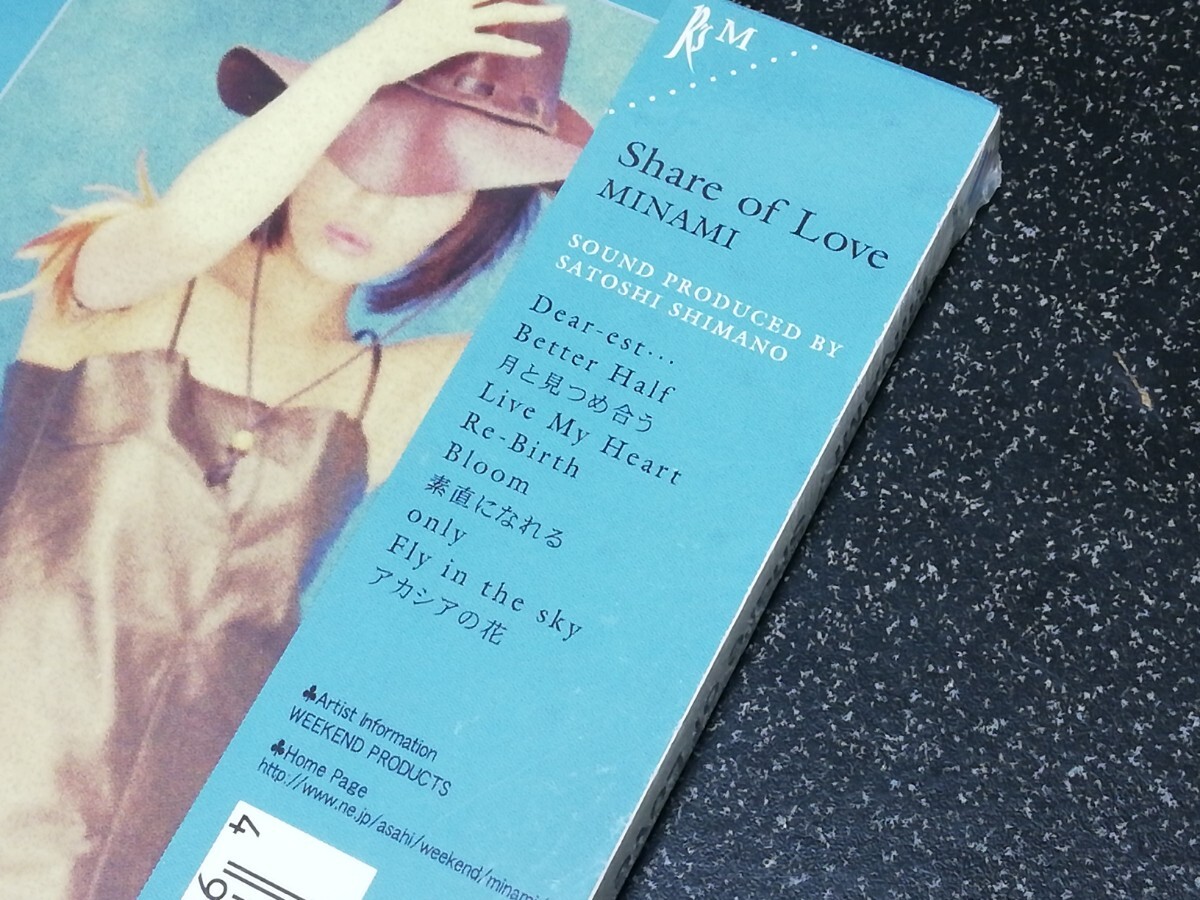 R's M
Share of Love
MINAMI
SOUND PRODUCED BY
SATOSHI SHIMANO
Dear-est…
Better Half
月と見つめ合う
Live My Heart
Re-Birth
Bloom
素直になれる
only
Fly in the sky
アカシアの花
♣Artist Information
WEEKEND PRODUCTS
♣Home Page
http://www.ne.jp/asahi/weekend/minami/
4